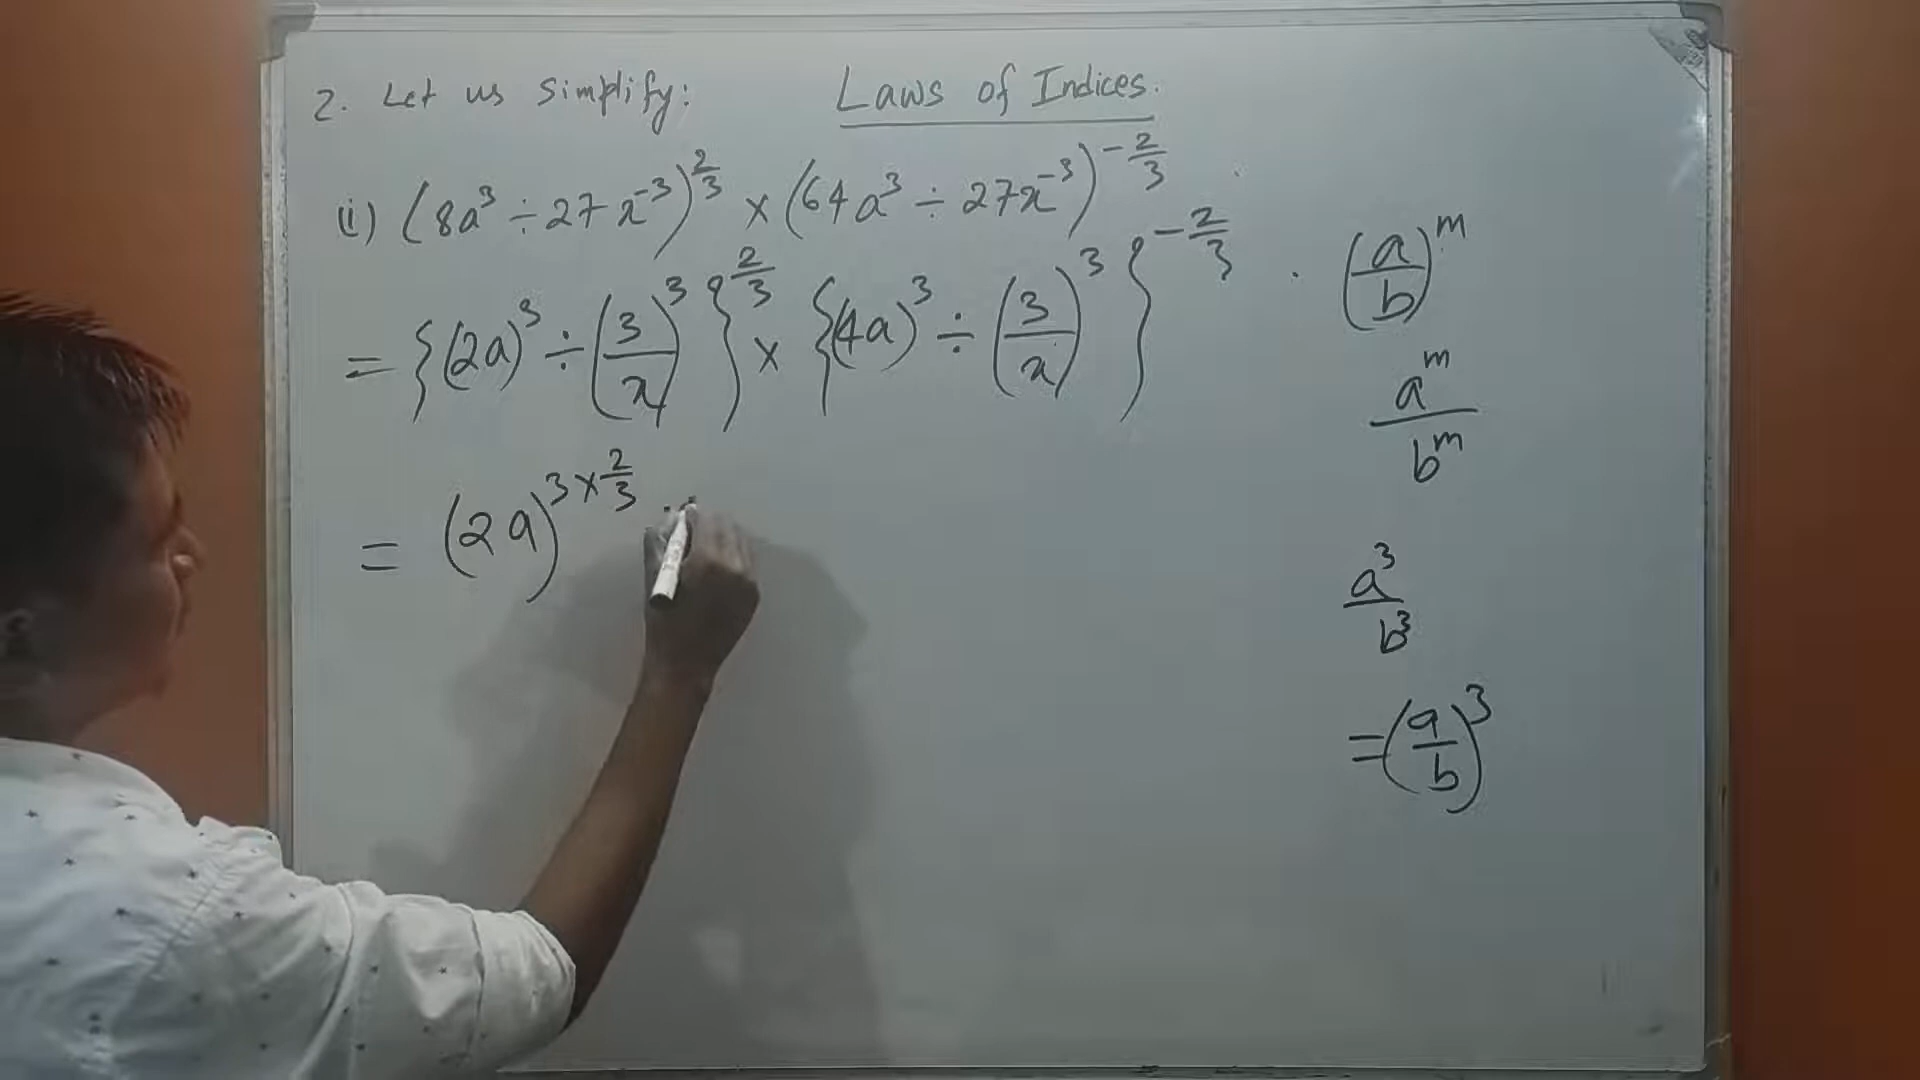 2. Let us simplify: Laws of Indices.
(i) (8a³ ÷ 27x⁻³)^(2/3) × (64a³ ÷ 27x⁻³)^(-2/3)
= {(2a)³ ÷ (3/x)³}^(2/3) × {(4a)³ ÷ (3/x)³}^(-2/3)
= (2a)^(3×2/3)
(a/b)^m
a^m/b^m
a³/b³
= (a/b)³